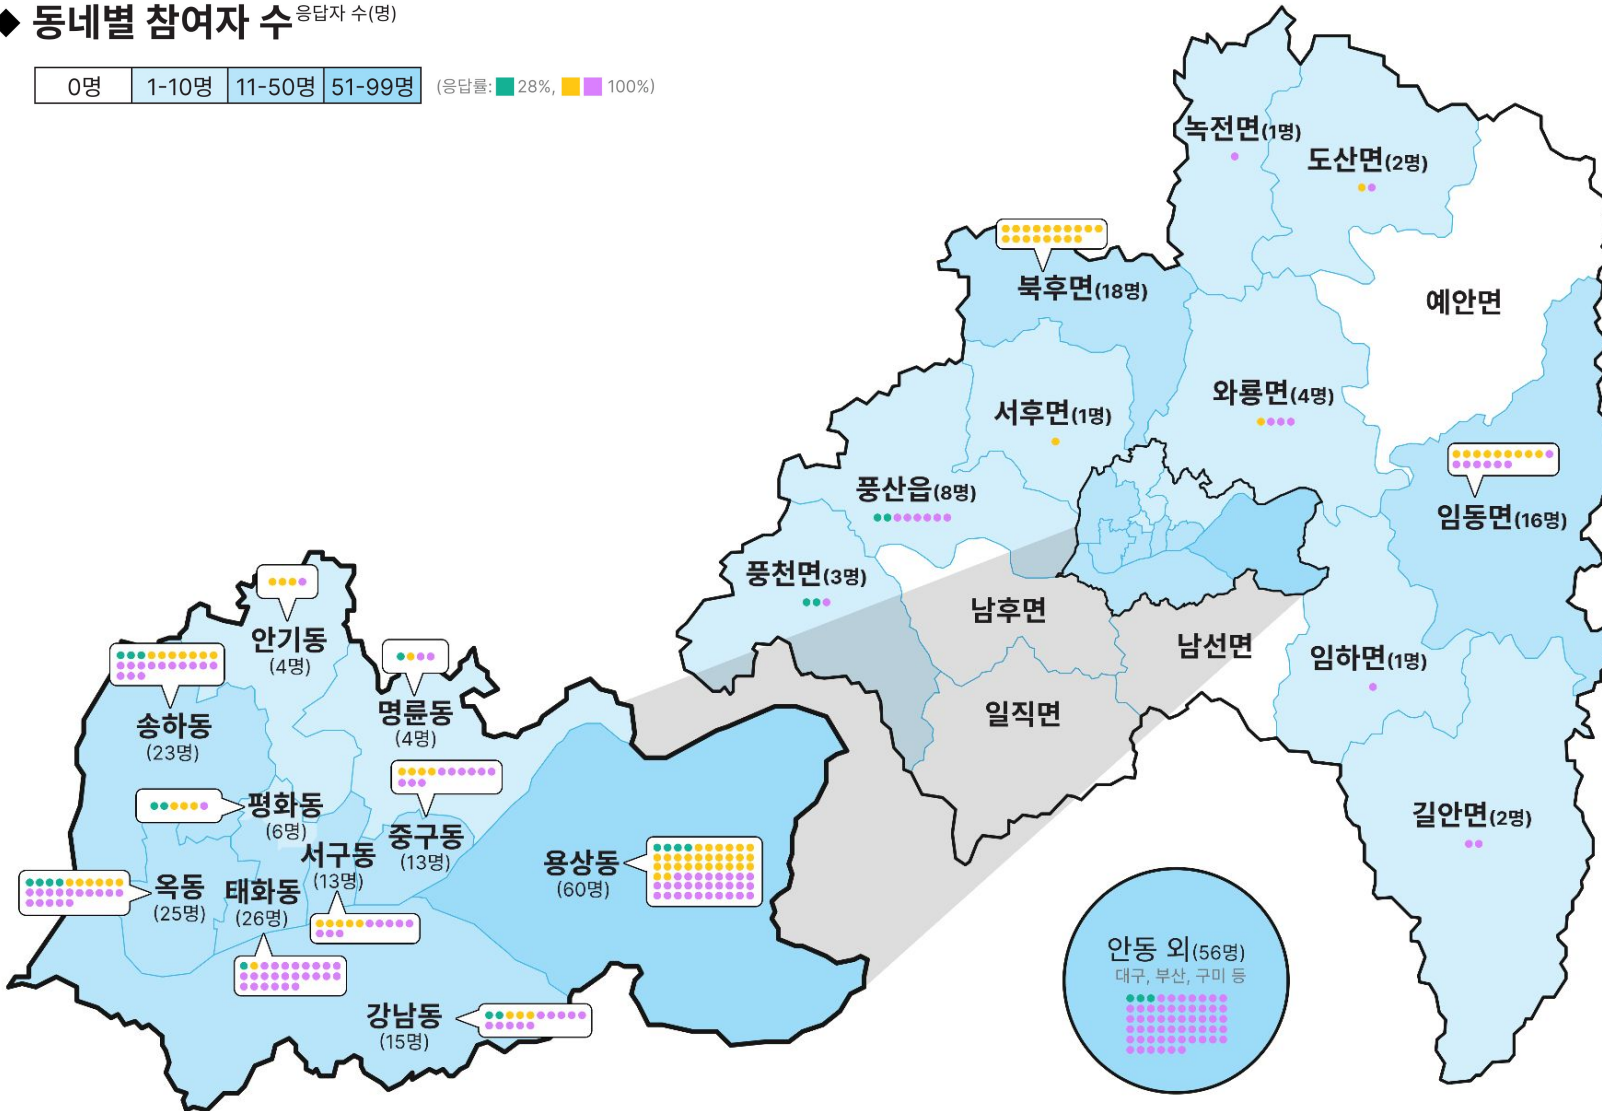 ◆ 동네별 참여자 수 응답자 수(명)
0명 1-10명 11-50명 51-99명 (응답률: 28%, 100%)
녹전면(1명)
도산면(2명)
북후면(18명)
예안면
와룡면(4명)
서후면(1명)
풍산읍(8명)
임동면(16명)
풍천면(3명)
남후면
남선면
임하면(1명)
일직면
길안면(2명)
안기동
(4명)
명륜동
(4명)
송하동
(23명)
평화동
(6명)
중구동
(13명)
서구동
(13명)
용상동
(60명)
옥동
(25명)
태화동
(26명)
강남동
(15명)
안동 외(56명)
대구, 부산, 구미 등